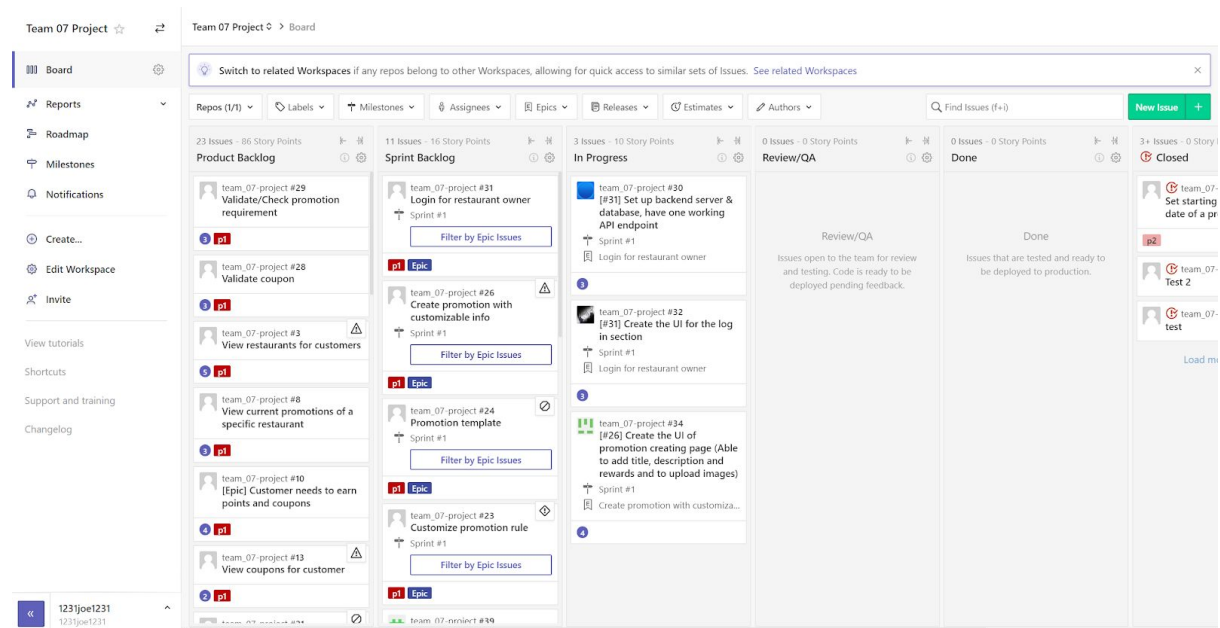 Team 07 Project
Board
Reports
Roadmap
Milestones
Notifications
Create...
Edit Workspace
Invite
View tutorials
Shortcuts
Support and training
Changelog
«
1231joe1231
1231joe1231
Team 07 Project > Board
Switch to related Workspaces if any repos belong to other Workspaces, allowing for quick access to similar sets of Issues. See related Workspaces
Repos (1/1) Labels Milestones Assignees Epics Releases Estimates Authors Find Issues (f+i) New Issue +
23 Issues - 86 Story Points
Product Backlog
team_07-project #29
Validate/Check promotion
requirement
3 p1
team_07-project #28
Validate coupon
3 p1
team_07-project #3
View restaurants for customers
5 p1
team_07-project #8
View current promotions of a
specific restaurant
3 p1
team_07-project #10
[Epic] Customer needs to earn
points and coupons
4 p1
team_07-project #13
View coupons for customer
2 p1
11 Issues - 16 Story Points
Sprint Backlog
team_07-project #31
Login for restaurant owner
Sprint #1
Filter by Epic Issues
p1 Epic
team_07-project #26
Create promotion with
customizable info
Sprint #1
Filter by Epic Issues
p1 Epic
team_07-project #24
Promotion template
Sprint #1
Filter by Epic Issues
p1 Epic
team_07-project #23
Customize promotion rule
Sprint #1
Filter by Epic Issues
p1 Epic
team_07-project #39
3 Issues - 10 Story Points
In Progress
team_07-project #30
[#31] Set up backend server &
database, have one working
API endpoint
Sprint #1
Login for restaurant owner
3
team_07-project #32
[#31] Create the UI for the log
in section
Sprint #1
Login for restaurant owner
3
team_07-project #34
[#26] Create the UI of
promotion creating page (Able
to add title, description and
rewards and to upload images)
Sprint #1
Create promotion with customiza...
4
0 Issues - 0 Story Points
Review/QA
Review/QA
Issues open to the team for review
and testing. Code is ready to be
deployed pending feedback.
0 Issues - 0 Story Points
Done
Done
Issues that are tested and ready to
be deployed to production.
3+ Issues - 0 Story
Closed
team_07-
Set starting
date of a pr
p2
team_07-
Test 2
team_07-
test
Load mo